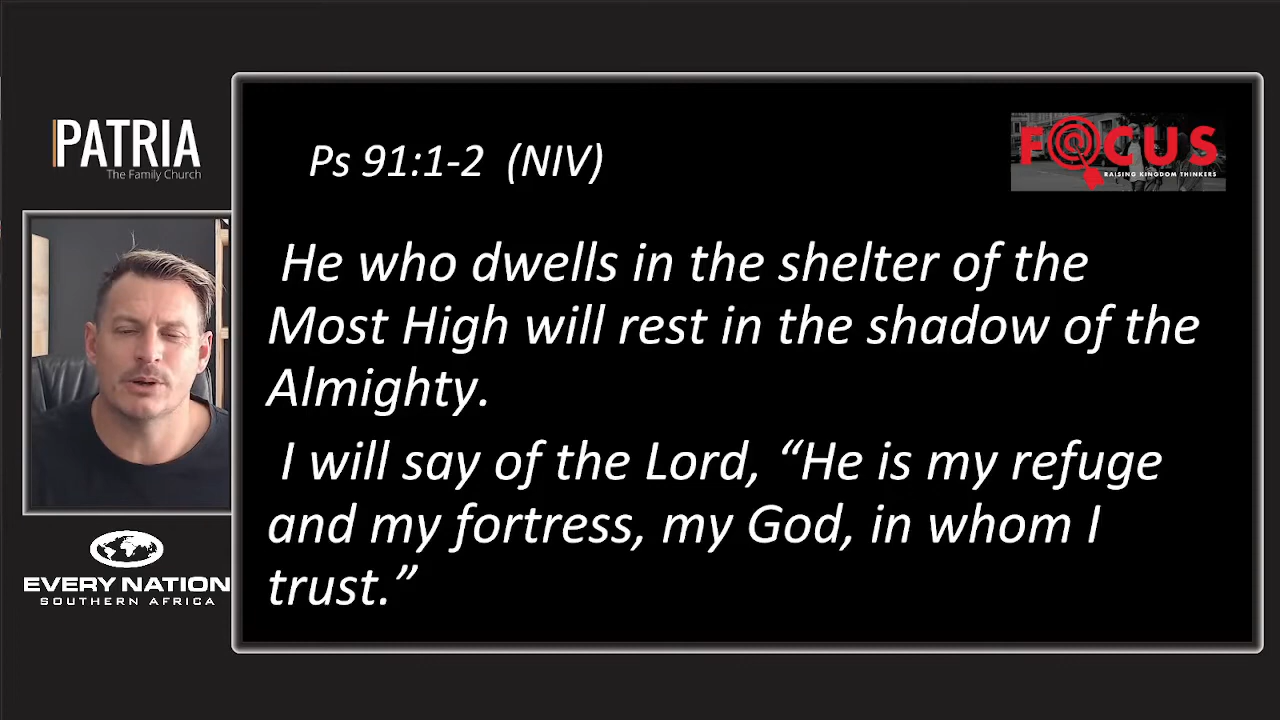 PATRIA
The Family Church
EVERY NATION
SOUTHERN AFRICA
Ps 91:1-2 (NIV)
F@CUS
RAISING KINGDOM THINKERS
He who dwells in the shelter of the
Most High will rest in the shadow of the
Almighty.
I will say of the Lord, “He is my refuge
and my fortress, my God, in whom I
trust.”